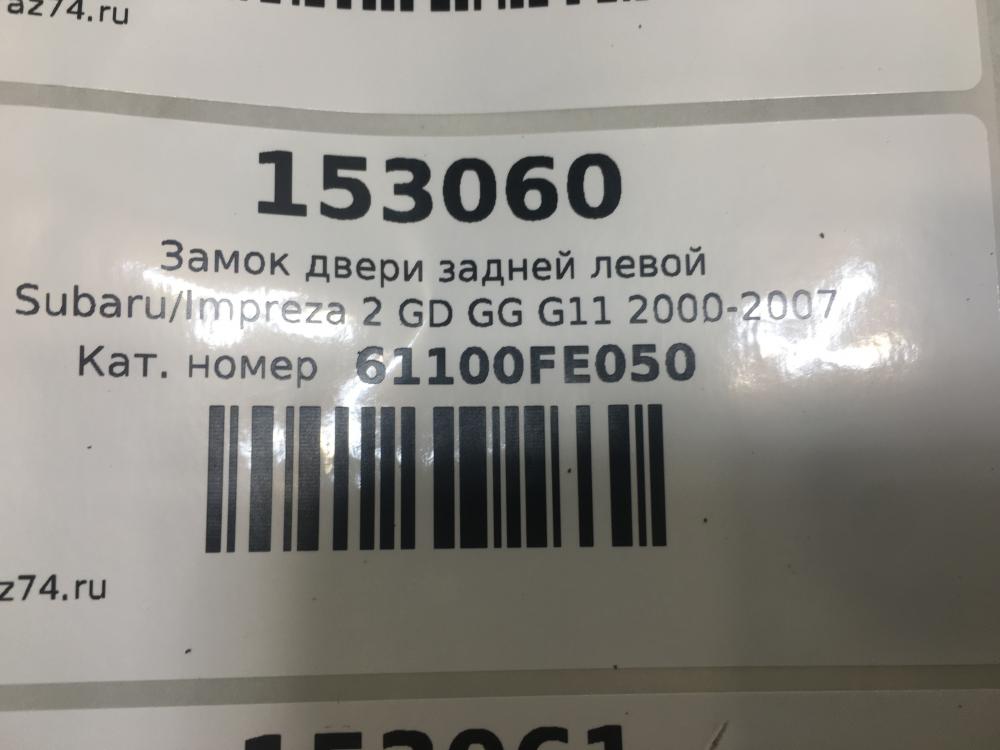 az74.ru
153060
Замок двери задней левой
Subaru/Impreza 2 GD GG G11 2000-2007
Кат. номер 61100FE050
z74.ru
153061